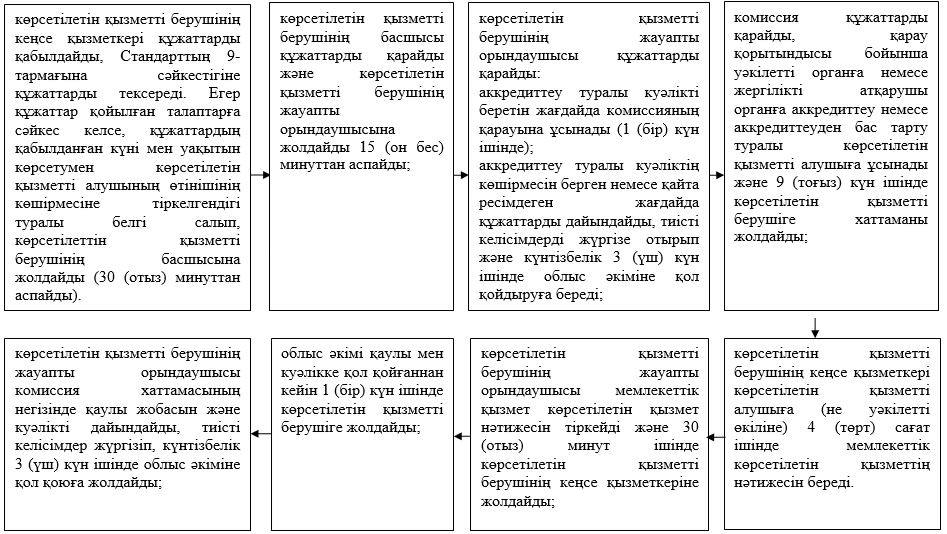 көрсетілетін қызметті берушінің
кеңсе қызметкері құжаттарды
қабылдайды, Стандарттың 9-
тармағына сәйкестігіне
құжаттарды тексереді. Егер
құжаттар қойылған талаптарға
сәйкес келсе, құжаттардың
қабылданған күні мен уақытын
көрсетумен көрсетілетін
қызметті алушының өтінішінің
көшірмесіне тіркелгендігі
туралы белгі салып,
көрсетілеттін қызметті
берушінің басшысына
жолдайды (30 (отыз) минуттан
аспайды).
көрсетілетін қызметті
берушінің басшысы
құжаттарды қарайды
және көрсетілетін
қызметті берушінің
жауапты
орындаушысына
жолдайды 15 (он бес)
минуттан аспайды;
көрсетілетін қызметті
берушінің жауапты
орындаушысы құжаттарды
қарайды:
аккредиттеу туралы куәлікті
беретін жағдайда комиссияның
қарауына ұсынады (1 (бір) күн
ішінде);
аккредиттеу туралы куәліктің
көшірмесін берген немесе қайта
ресімдеген жағдайда
құжаттарды дайындайды, тиісті
келісімдерді жүргізе отырып
және күнтізбелік 3 (үш) күн
ішінде облыс әкіміне қол
қойдыруға береді;
комиссия құжаттарды
қарайды, қарау
қорытындысы бойынша
уәкілетті органға немесе
жергілікті атқарушы
органға аккредиттеу немесе
аккредиттеуден бас тарту
туралы көрсетілетін
қызметті алушыға ұсынады
және 9 (тоғыз) күн ішінде
көрсетілетін қызметті
берушіге хаттаманы
жолдайды;
көрсетілетін қызметті берушінің
жауапты орындаушысы
комиссия хаттамасының
негізінде қаулы жобасын және
куәлікті дайындайды, тиісті
келісімдер жүргізіп, күнтізбелік
3 (үш) күн ішінде облыс әкіміне
қол қоюға жолдайды;
облыс әкімі қаулы мен
куәлікке қол қойғаннан
кейін 1 (бір) күн ішінде
көрсетілетін қызметті
берушіге жолдайды;
көрсетілетін қызметті
берушінің жауапты
орындаушысы мемлекеттік
қызмет көрсетілетін қызмет
нәтижесін тіркейді және 30
(отыз) минут ішінде
көрсетілетін қызметті
берушінің кеңсе қызметкеріне
жолдайды;
көрсетілетін қызметті
берушінің кеңсе қызметкері
көрсетілетін қызметті
алушыға (не уәкілетті
өкіліне) 4 (төрт) сағат
ішінде мемлекеттік
көрсетілетін қызметтің
нәтижесін береді.